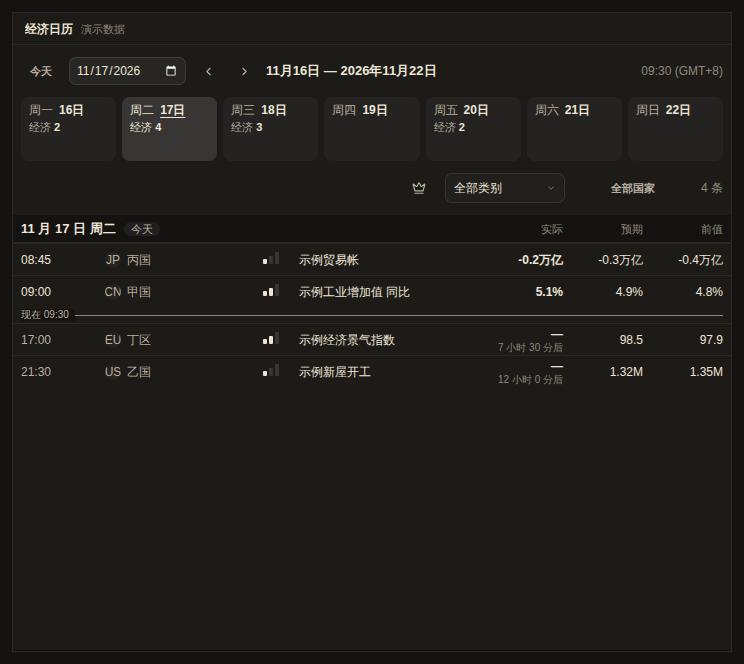 经济日历 演示数据
今天 11/17/2026 11月16日 — 2026年11月22日 09:30 (GMT+8)
周一 16日 周二 17日 周三 18日 周四 19日 周五 20日 周六 21日 周日 22日
经济 2 经济 4 经济 3 经济 2
全部类别 全部国家 4 条
11 月 17 日 周二 今天 实际 预期 前值
08:45 JP 丙国 示例贸易帐 -0.2万亿 -0.3万亿 -0.4万亿
09:00 CN 甲国 示例工业增加值 同比 5.1% 4.9% 4.8%
现在 09:30
17:00 EU 丁区 示例经济景气指数 — 98.5 97.9
7 小时 30 分后
21:30 US 乙国 示例新屋开工 — 1.32M 1.35M
12 小时 0 分后